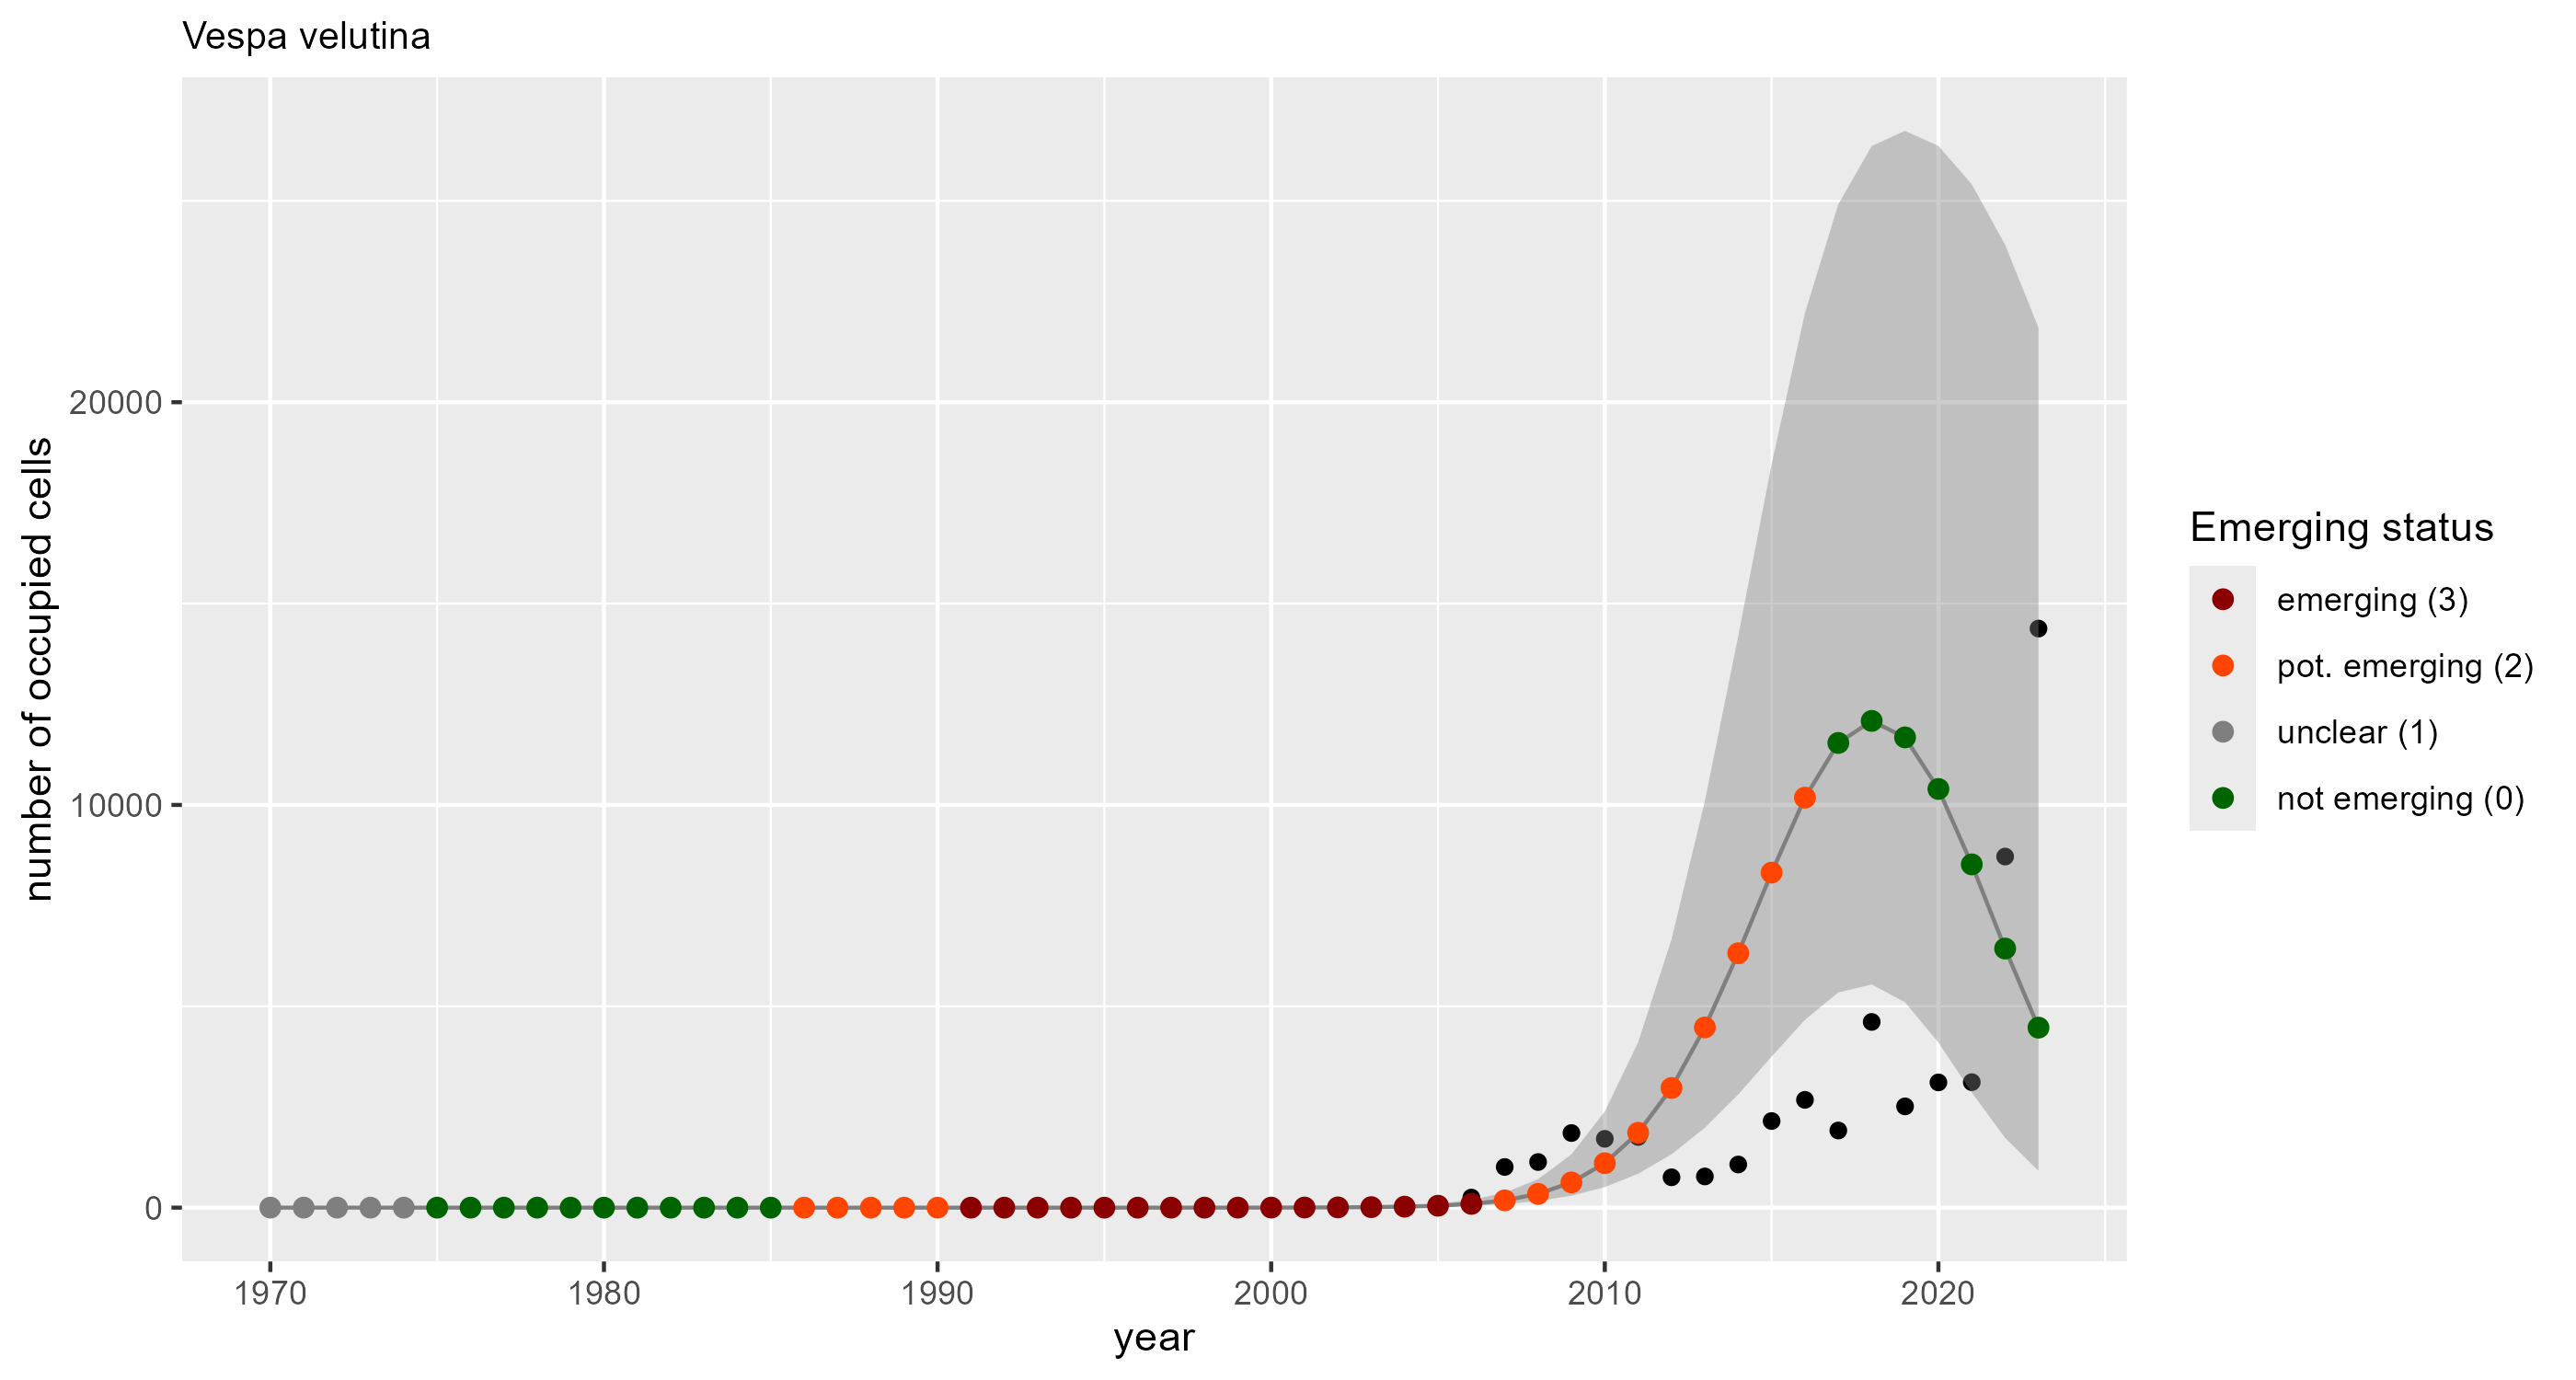 Vespa velutina
number of occupied cells
20000
10000
0
1970 1980 1990 2000 2010 2020
year
Emerging status
emerging (3)
pot. emerging (2)
unclear (1)
not emerging (0)